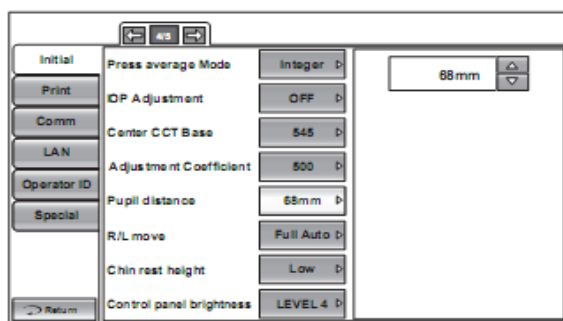 4/5
Initial
Print
Comm
LAN
Operator ID
Special
Return
Press average Mode Integer
IOP Adjustment OFF
Center CCT Base 545
Adjustment Coefficient 500
Pupil distance 68mm
R/L move Full Auto
Chin rest height Low
Control panel brightness LEVEL 4
68mm